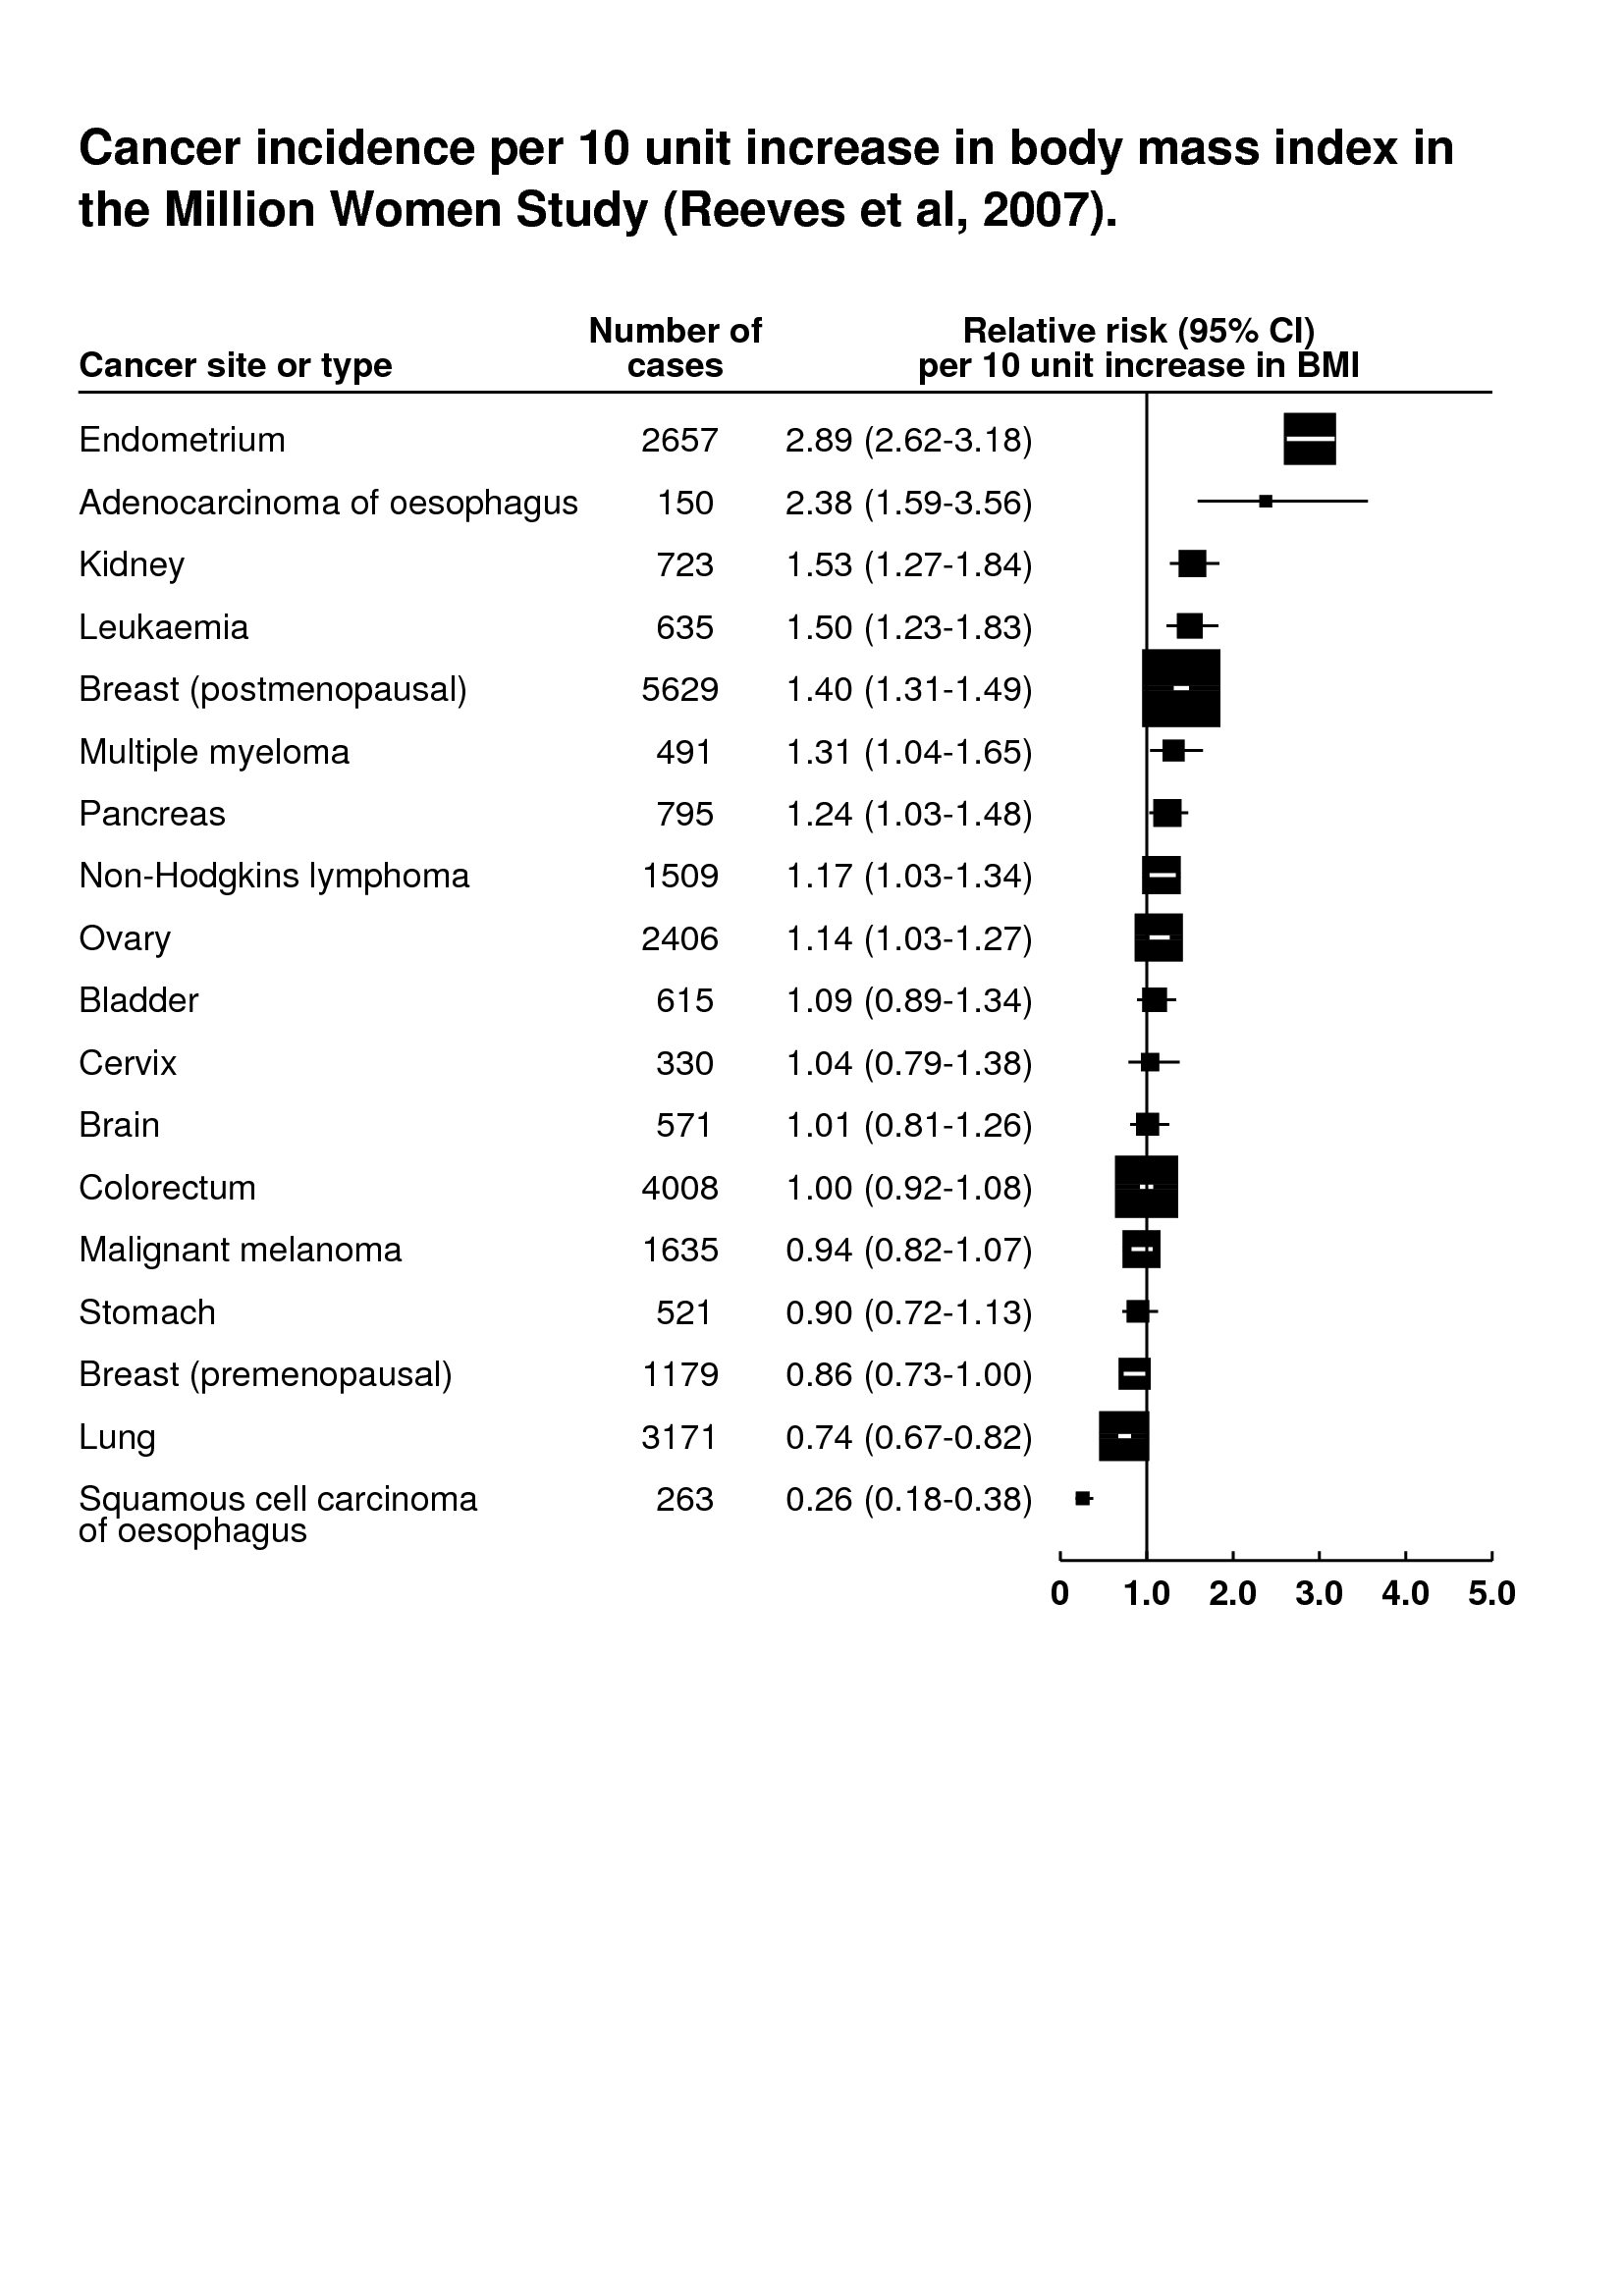 Cancer incidence per 10 unit increase in body mass index in
the Million Women Study (Reeves et al, 2007).
Number of Relative risk (95% CI)
Cancer site or type cases per 10 unit increase in BMI
Endometrium 2657 2.89 (2.62-3.18)
Adenocarcinoma of oesophagus 150 2.38 (1.59-3.56)
Kidney 723 1.53 (1.27-1.84)
Leukaemia 635 1.50 (1.23-1.83)
Breast (postmenopausal) 5629 1.40 (1.31-1.49)
Multiple myeloma 491 1.31 (1.04-1.65)
Pancreas 795 1.24 (1.03-1.48)
Non-Hodgkins lymphoma 1509 1.17 (1.03-1.34)
Ovary 2406 1.14 (1.03-1.27)
Bladder 615 1.09 (0.89-1.34)
Cervix 330 1.04 (0.79-1.38)
Brain 571 1.01 (0.81-1.26)
Colorectum 4008 1.00 (0.92-1.08)
Malignant melanoma 1635 0.94 (0.82-1.07)
Stomach 521 0.90 (0.72-1.13)
Breast (premenopausal) 1179 0.86 (0.73-1.00)
Lung 3171 0.74 (0.67-0.82)
Squamous cell carcinoma 263 0.26 (0.18-0.38)
of oesophagus
0 1.0 2.0 3.0 4.0 5.0